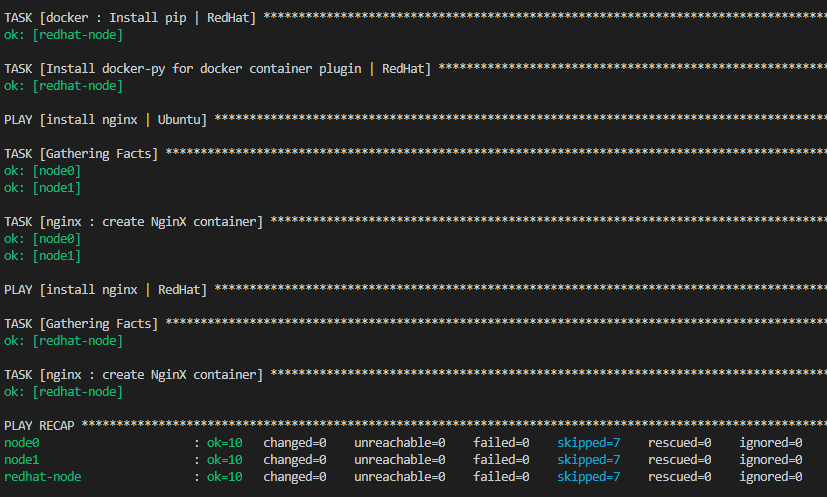 TASK [docker : Install pip | RedHat] *********************************************************************************
ok: [redhat-node]
TASK [Install docker-py for docker container plugin | RedHat] ********************************************************
ok: [redhat-node]
PLAY [install nginx | Ubuntu] ****************************************************************************************
TASK [Gathering Facts] ***********************************************************************************************
ok: [node0]
ok: [node1]
TASK [nginx : create NginX container] ********************************************************************************
ok: [node0]
ok: [node1]
PLAY [install nginx | RedHat] ****************************************************************************************
TASK [Gathering Facts] ***********************************************************************************************
ok: [redhat-node]
TASK [nginx : create NginX container] ********************************************************************************
ok: [redhat-node]
PLAY RECAP ***********************************************************************************************************
node0 : ok=10 changed=0 unreachable=0 failed=0 skipped=7 rescued=0 ignored=0
node1 : ok=10 changed=0 unreachable=0 failed=0 skipped=7 rescued=0 ignored=0
redhat-node : ok=10 changed=0 unreachable=0 failed=0 skipped=7 rescued=0 ignored=0